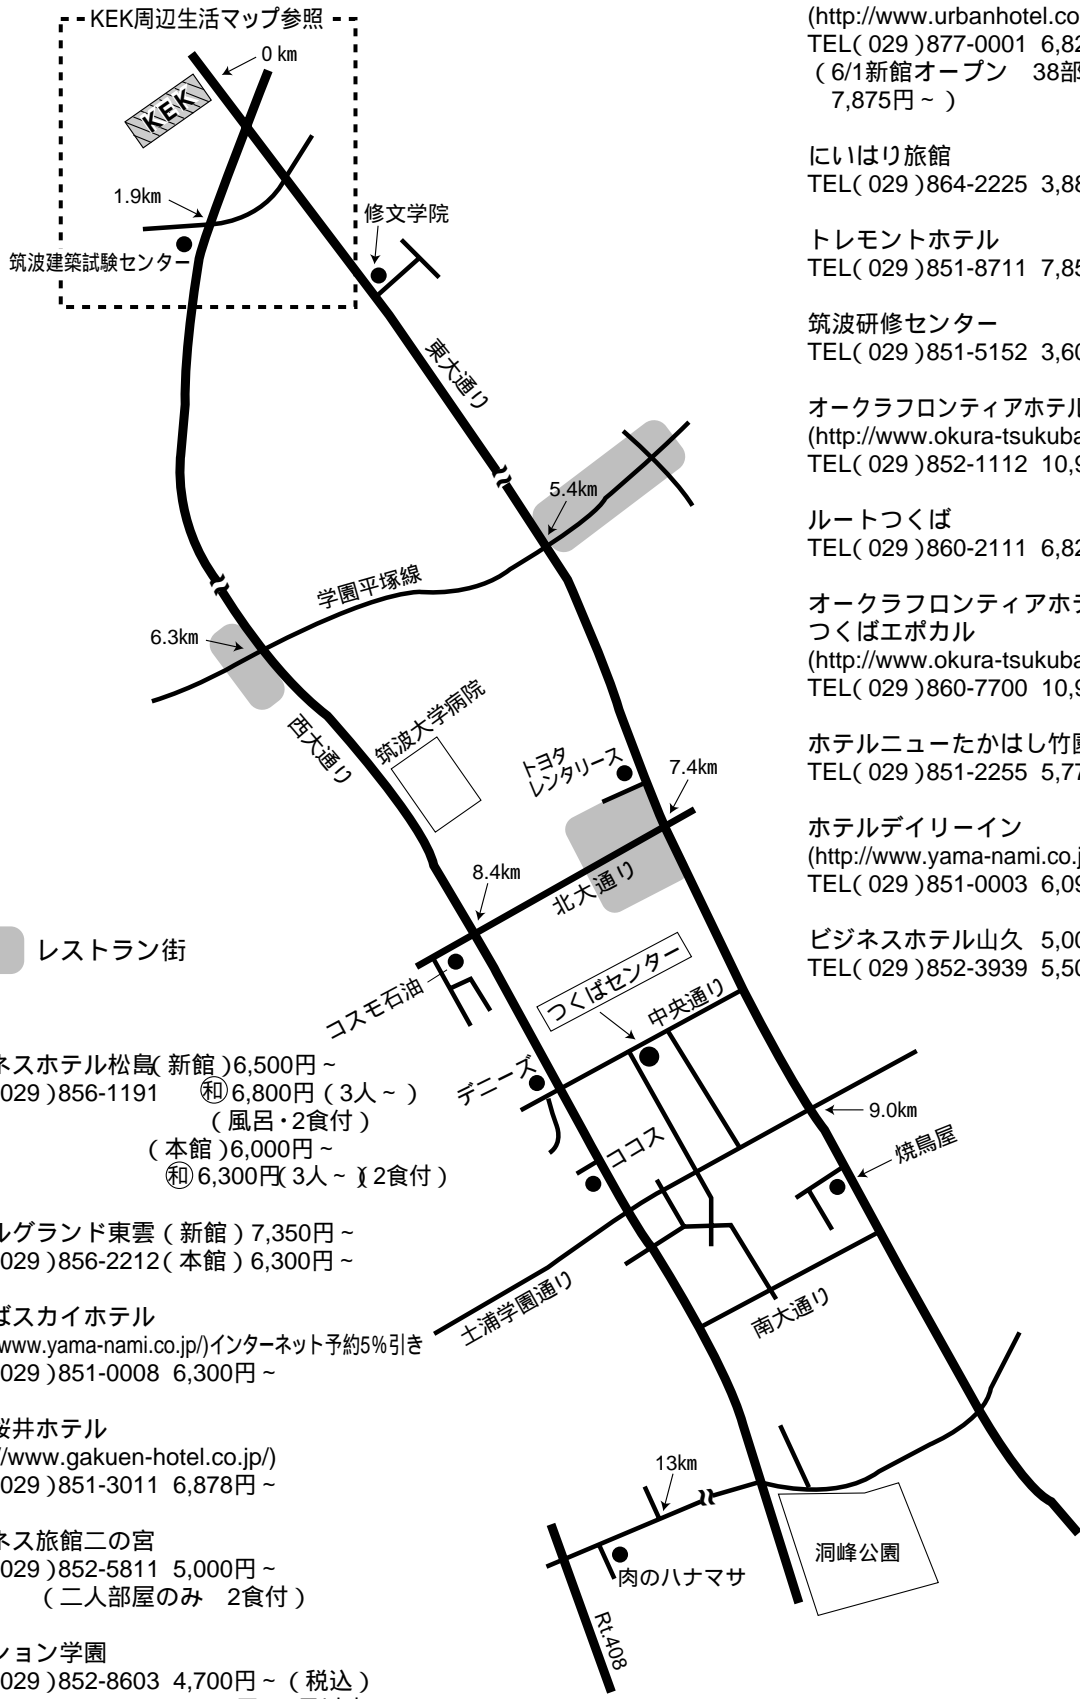 KEK周辺生活マップ参照
0 km
KEK
1.9km
筑波建築試験センター
修文学院
東大通り
5.4km
学園平塚線
6.3km
西大通り
筑波大学病院
トヨタ
レンタリース
7.4km
8.4km
北大通り
レストラン街
コスモ石油
つくばセンター
中央通り
デニーズ
9.0km
ココス
焼鳥屋
土浦学園通り
南大通り
13km
肉のハナマサ
洞峰公園
Rt.408
(http://www.urbanhotel.co
TEL(029)877-0001 6,82
(6/1新館オープン 38部
7,875円~)
にいはり旅館
TEL(029)864-2225 3,88
トレモントホテル
TEL(029)851-8711 7,85
筑波研修センター
TEL(029)851-5152 3,60
オークラフロンティアホテル
(http://www.okura-tsukuba
TEL(029)852-1112 10,9
ルートつくば
TEL(029)860-2111 6,82
オークラフロンティアホテ
つくばエポカル
(http://www.okura-tsukuba
TEL(029)860-7700 10,9
ホテルニューたかはし竹園
TEL(029)851-2255 5,77
ホテルデイリーイン
(http://www.yama-nami.co.j
TEL(029)851-0003 6,09
ビジネスホテル山久 5,00
TEL(029)852-3939 5,50
ネスホテル松島(新館)6,500円~
029)856-1191 ㊐6,800円(3人~)
(風呂・2食付)
(本館)6,000円~
6,300円(3人~)(2食付)
ルグランド東雲(新館)7,350円~
029)856-2212(本館)6,300円~
ばスカイホテル
www.yama-nami.co.jp/)インターネット予約5%引き
029)851-0008 6,300円~
桜井ホテル
//www.gakuen-hotel.co.jp/)
029)851-3011 6,878円~
ネス旅館二の宮
029)852-5811 5,000円~
(二人部屋のみ 2食付)
ション学園
029)852-8603 4,700円~(税込)